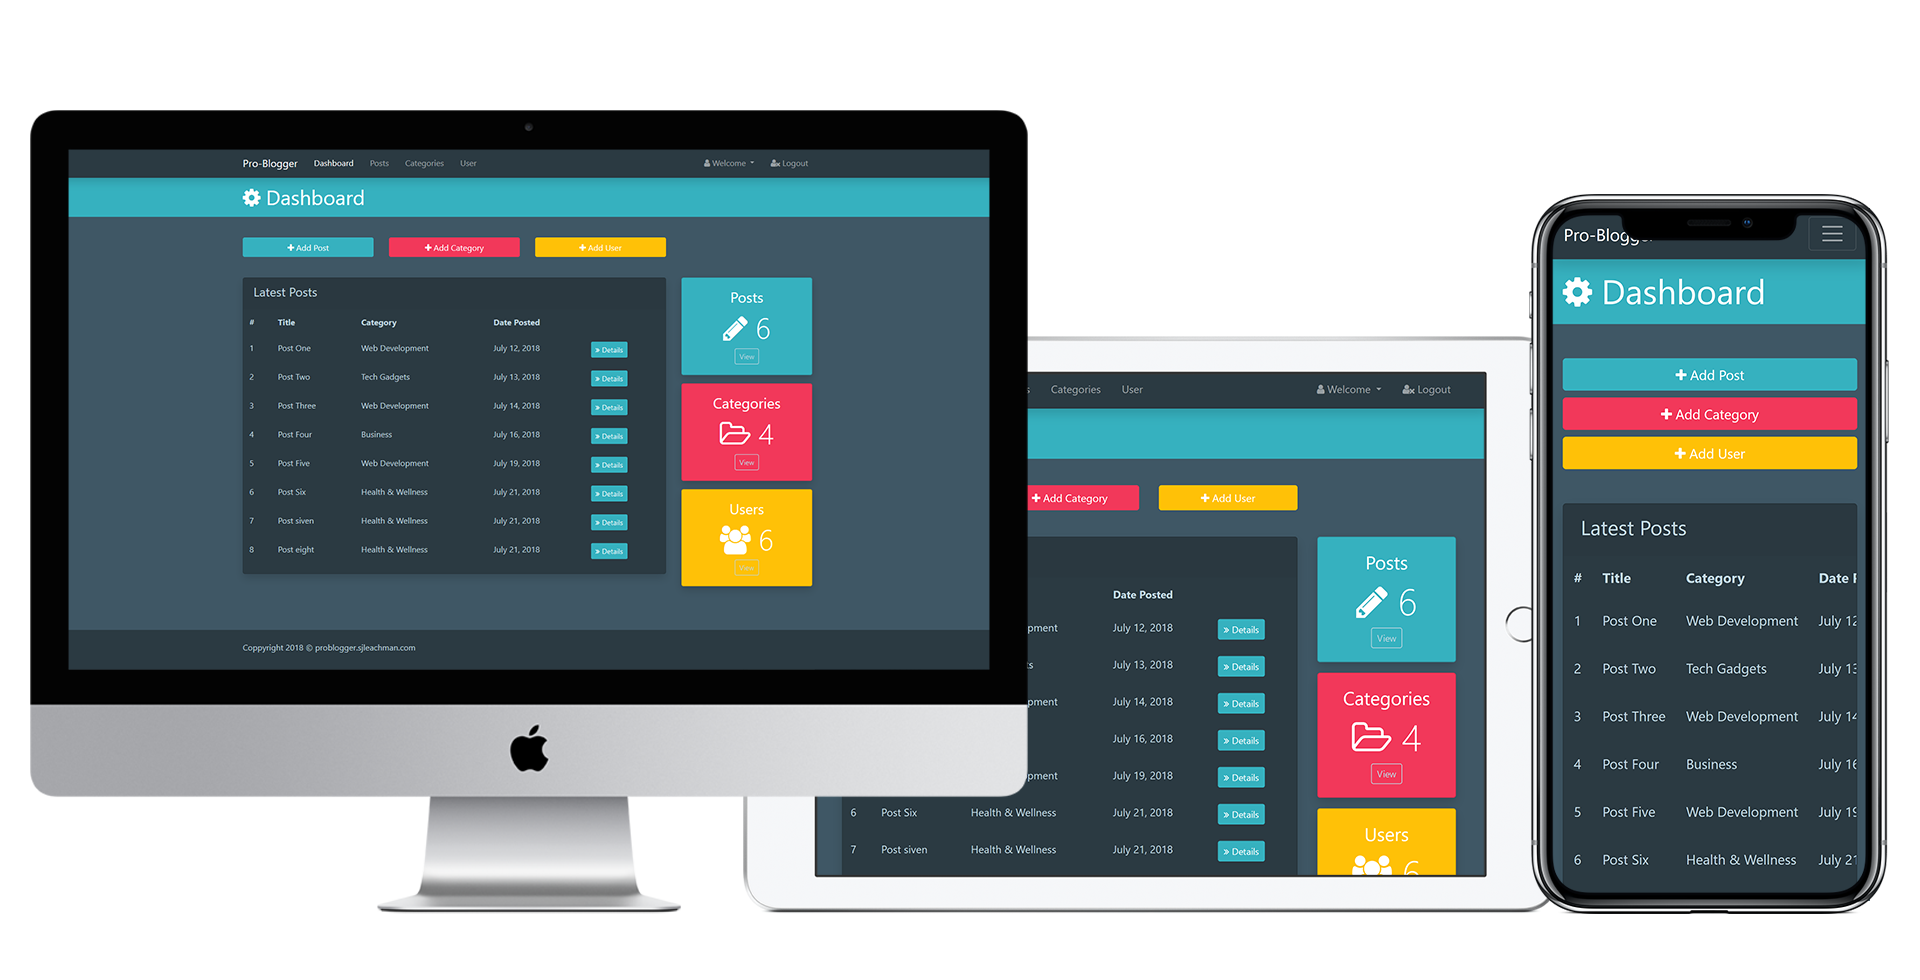 Pro-Blogger Dashboard Posts Categories User Welcome Logout
Dashboard
Add Post Add Category Add User
Latest Posts
# Title Category Date Posted
1 Post One Web Development July 12, 2018 » Details
2 Post Two Tech Gadgets July 13, 2018 » Details
3 Post Three Web Development July 14, 2018 » Details
4 Post Four Business July 16, 2018 » Details
5 Post Five Web Development July 19, 2018 » Details
6 Post Six Health & Wellness July 21, 2018 » Details
7 Post siven Health & Wellness July 21, 2018 » Details
8 Post eight Health & Wellness July 21, 2018 » Details
Posts
6
View
Categories
4
View
Users
6
View
Coppyright 2018 © problogger.sjleachman.com
s Categories User Welcome Logout
Add Category Add User
Date Posted
pment July 12, 2018 » Details
ts July 13, 2018 » Details
pment July 14, 2018 » Details
July 16, 2018 » Details
pment July 19, 2018 » Details
6 Post Six Health & Wellness July 21, 2018 » Details
7 Post siven Health & Wellness July 21, 2018 » Details
Posts
6
View
Categories
4
View
Users
6
Pro-Blogger
Dashboard
Add Post
Add Category
Add User
Latest Posts
# Title Category Date P
1 Post One Web Development July 12
2 Post Two Tech Gadgets July 13
3 Post Three Web Development July 14
4 Post Four Business July 16
5 Post Five Web Development July 19
6 Post Six Health & Wellness July 21